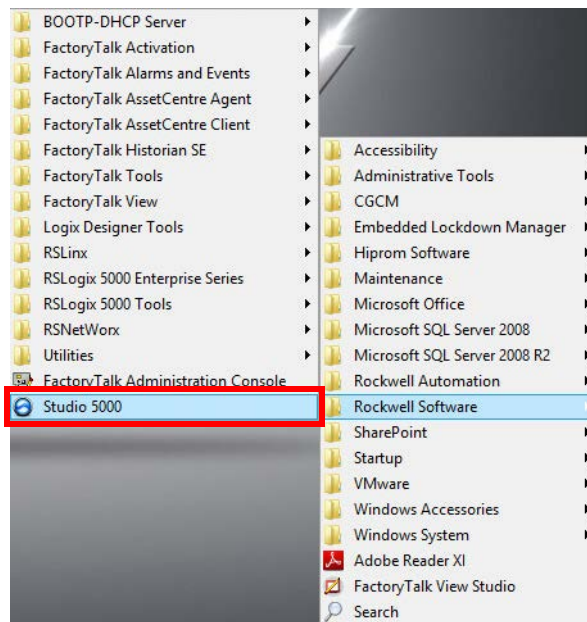 BOOTP-DHCP Server
FactoryTalk Activation
FactoryTalk Alarms and Events
FactoryTalk AssetCentre Agent
FactoryTalk AssetCentre Client
FactoryTalk Historian SE
FactoryTalk Tools
FactoryTalk View
Logix Designer Tools
RSLinx
RSLogix 5000 Enterprise Series
RSLogix 5000 Tools
RSNetWorx
Utilities
FactoryTalk Administration Console
Studio 5000
Accessibility
Administrative Tools
CGCM
Embedded Lockdown Manager
Hiprom Software
Maintenance
Microsoft Office
Microsoft SQL Server 2008
Microsoft SQL Server 2008 R2
Rockwell Automation
Rockwell Software
SharePoint
Startup
VMware
Windows Accessories
Windows System
Adobe Reader XI
FactoryTalk View Studio
Search